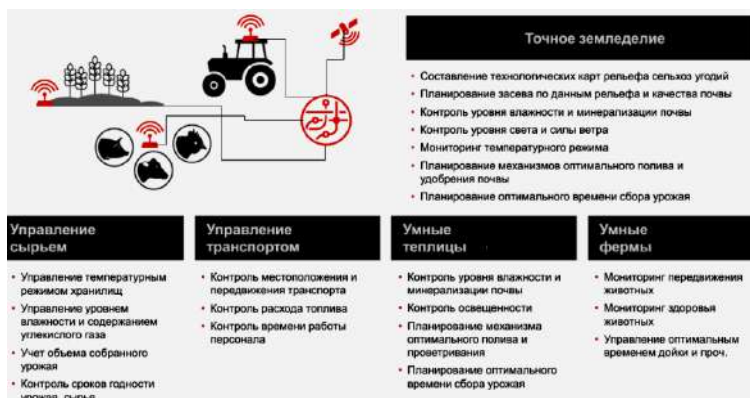 Точное земледелие
• Составление технологических карт рельефа сельхоз угодий
• Планирование засева по данным рельефа и качества почвы
• Контроль уровня влажности и минерализации почвы
• Контроль уровня света и силы ветра
• Мониторинг температурного режима
• Планирование механизмов оптимального полива и
удобрения почвы
• Планирование оптимального времени сбора урожая
Управление
сырьем
• Управление температурным
режимом хранилищ
• Управление уровнем
влажности и содержанием
углекислого газа
• Учет объема собранного
урожая
• Контроль сроков годности
урожая, сырья
Управление
транспортом
• Контроль местоположения и
передвижения транспорта
• Контроль расхода топлива
• Контроль времени работы
персонала
Умные
теплицы
• Контроль уровня влажности и
минерализации почвы
• Контроль освещенности
• Планирование механизма
оптимального полива и
проветривания
• Планирование оптимального
времени сбора урожая
Умные
фермы
• Мониторинг передвижения
животных
• Мониторинг здоровья
животных
• Управление оптимальным
временем дойки и проч.